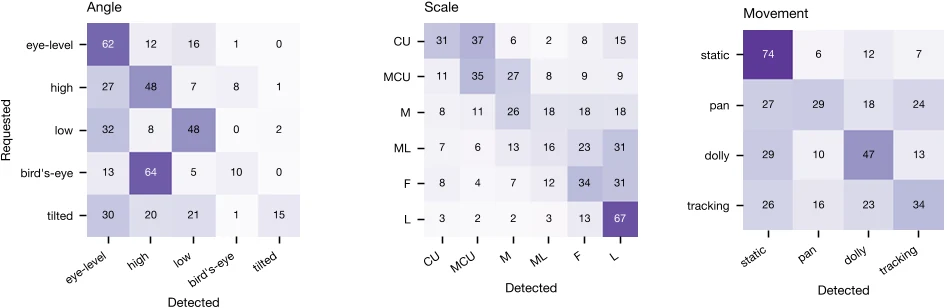 Angle
Requested
eye-level 62 12 16 1 0
high 27 48 7 8 1
low 32 8 48 0 2
bird's-eye 13 64 5 10 0
tilted 30 20 21 1 15
eye-level high low bird's-eye tilted
Detected
Scale
CU 31 37 6 2 8 15
MCU 11 35 27 8 9 9
M 8 11 26 18 18 18
ML 7 6 13 16 23 31
F 8 4 7 12 34 31
L 3 2 2 3 13 67
CU MCU M ML F L
Detected
Movement
static 74 6 12 7
pan 27 29 18 24
dolly 29 10 47 13
tracking 26 16 23 34
static pan dolly tracking
Detected